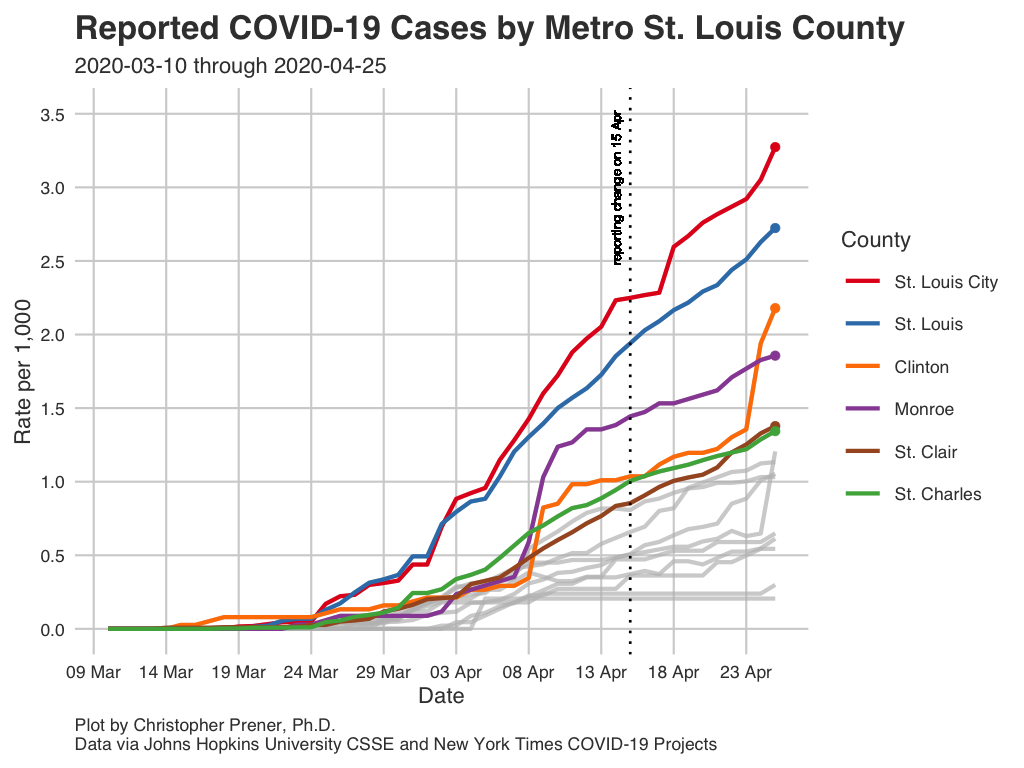 Reported COVID-19 Cases by Metro St. Louis County
2020-03-10 through 2020-04-25
3.5
3.0
2.5
2.0
1.5
1.0
0.5
0.0
Rate per 1,000
reporting change on 15 Apr
09 Mar 14 Mar 19 Mar 24 Mar 29 Mar 03 Apr 08 Apr 13 Apr 18 Apr 23 Apr
Date
County
St. Louis City
St. Louis
Clinton
Monroe
St. Clair
St. Charles
Plot by Christopher Prener, Ph.D.
Data via Johns Hopkins University CSSE and New York Times COVID-19 Projects